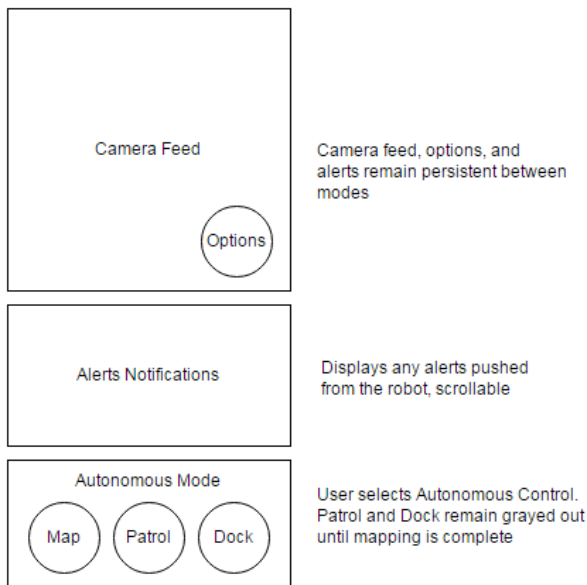 Camera Feed
Options
Camera feed, options, and
alerts remain persistent between
modes
Alerts Notifications
Displays any alerts pushed
from the robot, scrollable
Autonomous Mode
Map
Patrol
Dock
User selects Autonomous Control.
Patrol and Dock remain grayed out
until mapping is complete